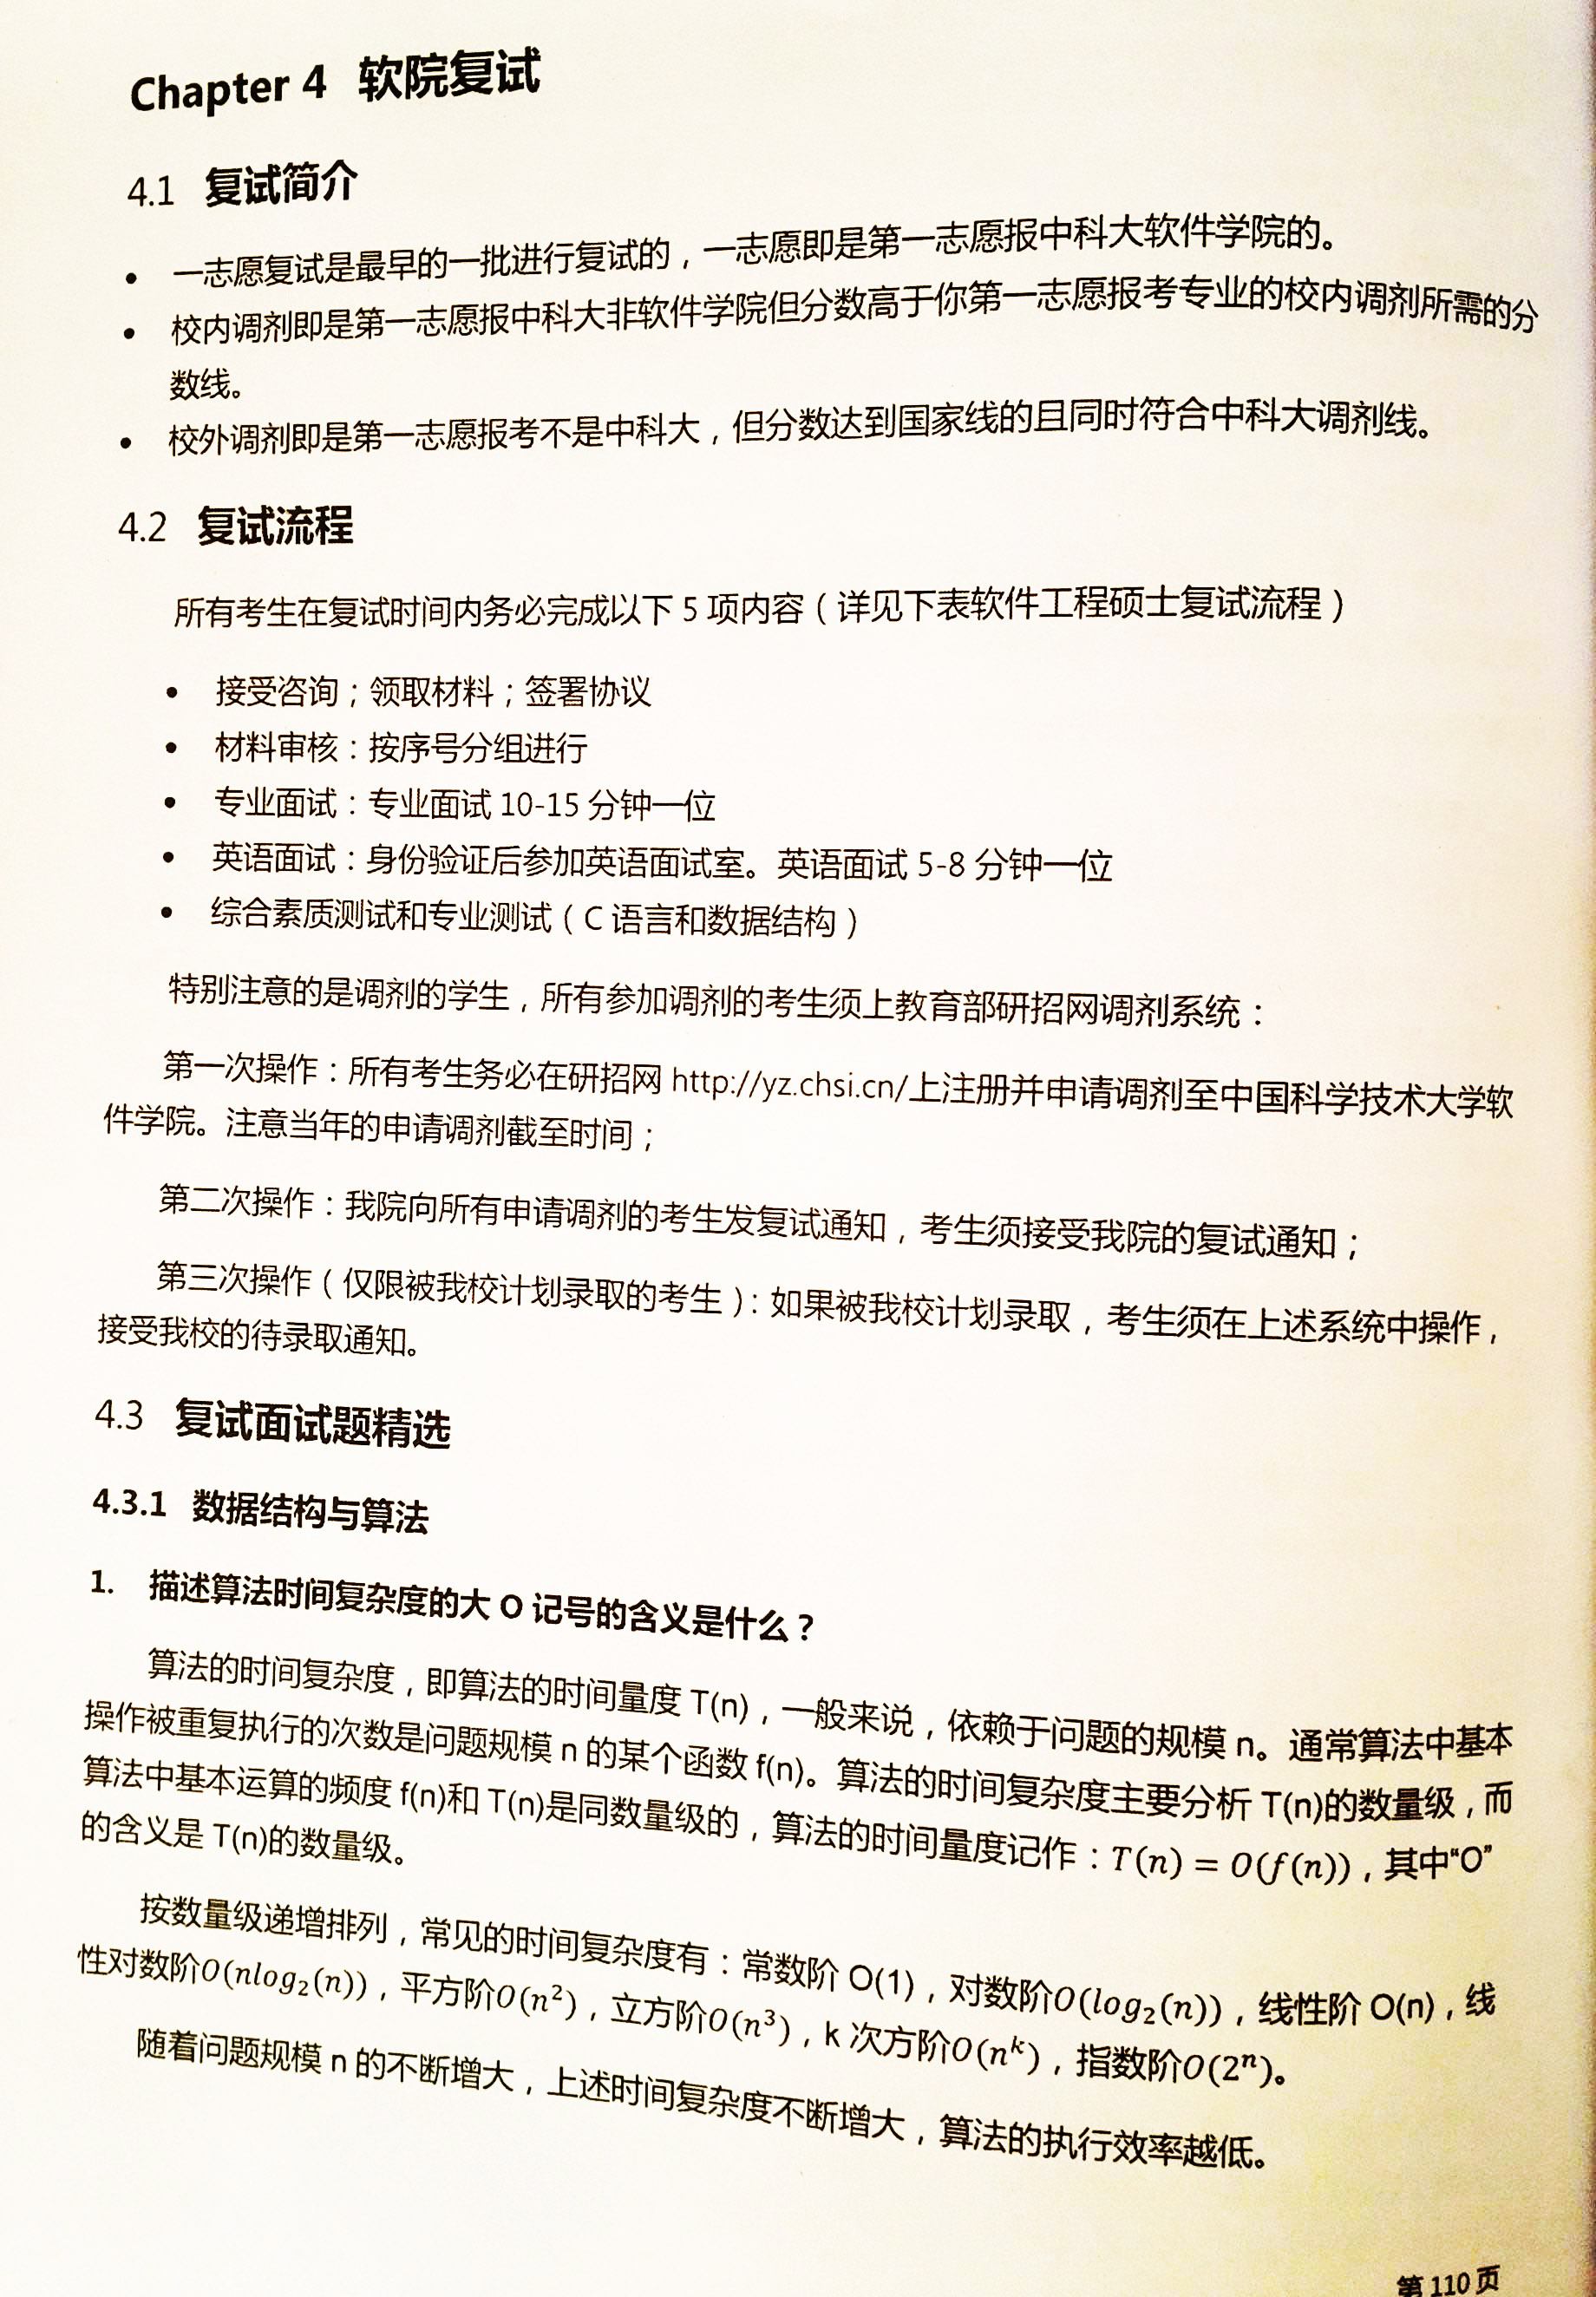 Chapter 4 软院复试
4.1 复试简介
• 一志愿复试是最早的一批进行复试的，一志愿即是第一志愿报中科大软件学院的。
• 校内调剂即是第一志愿报中科大非软件学院但分数高于你第一志愿报考专业的校内调剂所需的分
数线。
• 校外调剂即是第一志愿报考不是中科大，但分数达到国家线的且同时符合中科大调剂线。
4.2 复试流程
所有考生在复试时间内务必完成以下 5 项内容（详见下表软件工程硕士复试流程）
• 接受咨询；领取材料；签署协议
• 材料审核：按序号分组进行
• 专业面试：专业面试 10-15 分钟一位
• 英语面试：身份验证后参加英语面试室。英语面试 5-8 分钟一位
• 综合素质测试和专业测试（C 语言和数据结构）
特别注意的是调剂的学生，所有参加调剂的考生须上教育部研招网调剂系统：
第一次操作：所有考生务必在研招网 http://yz.chsi.cn/上注册并申请调剂至中国科学技术大学软
件学院。注意当年的申请调剂截至时间；
第二次操作：我院向所有申请调剂的考生发复试通知，考生须接受我院的复试通知；
第三次操作（仅限被我校计划录取的考生）：如果被我校计划录取，考生须在上述系统中操作，
接受我校的待录取通知。
4.3 复试面试题精选
4.3.1 数据结构与算法
1. 描述算法时间复杂度的大 O 记号的含义是什么？
算法的时间复杂度，即算法的时间量度 T(n)，一般来说，依赖于问题的规模 n。通常算法中基本
操作被重复执行的次数是问题规模 n 的某个函数 f(n)。算法的时间复杂度主要分析 T(n)的数量级，而
算法中基本运算的频度 f(n)和 T(n)是同数量级的，算法的时间量度记作：T(n) = O(f(n))，其中“O”
的含义是 T(n)的数量级。
按数量级递增排列，常见的时间复杂度有：常数阶 O(1)，对数阶O(log₂(n))，线性阶 O(n)，线
性对数阶O(nlog₂(n))，平方阶O(n²)，立方阶O(n³)，k 次方阶O(nᵏ)，指数阶O(2ⁿ)。
随着问题规模 n 的不断增大，上述时间复杂度不断增大，算法的执行效率越低。
第 110 页